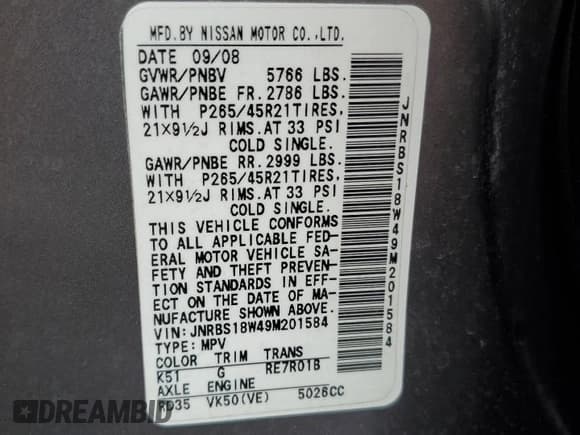 MFD.BY NISSAN MOTOR CO.,LTD.
DATE 09/08
GVWR/PNBV 5766 LBS.
GAWR/PNBE FR.2786 LBS.
WITH P265/45R21TIRES,
21X9½J RIMS.AT 33 PSI
COLD SINGLE.
GAWR/PNBE RR.2999 LBS.
WITH P265/45R21TIRES,
21X9½J RIMS.AT 33 PSI
COLD SINGLE.
THIS VEHICLE CONFORMS
TO ALL APPLICABLE FED-
ERAL MOTOR VEHICLE SA-
FETY AND THEFT PREVEN-
TION STANDARDS IN EFF-
ECT ON THE DATE OF MA-
NUFACTURE SHOWN ABOVE.
VIN:JNRBS18W49M201584
TYPE:MPV
COLOR TRIM TRANS
K51 G RE7R01B
AXLE ENGINE
RD35 VK50(VE) 5026CC
JNRBS18W49M201584
DREAMBID